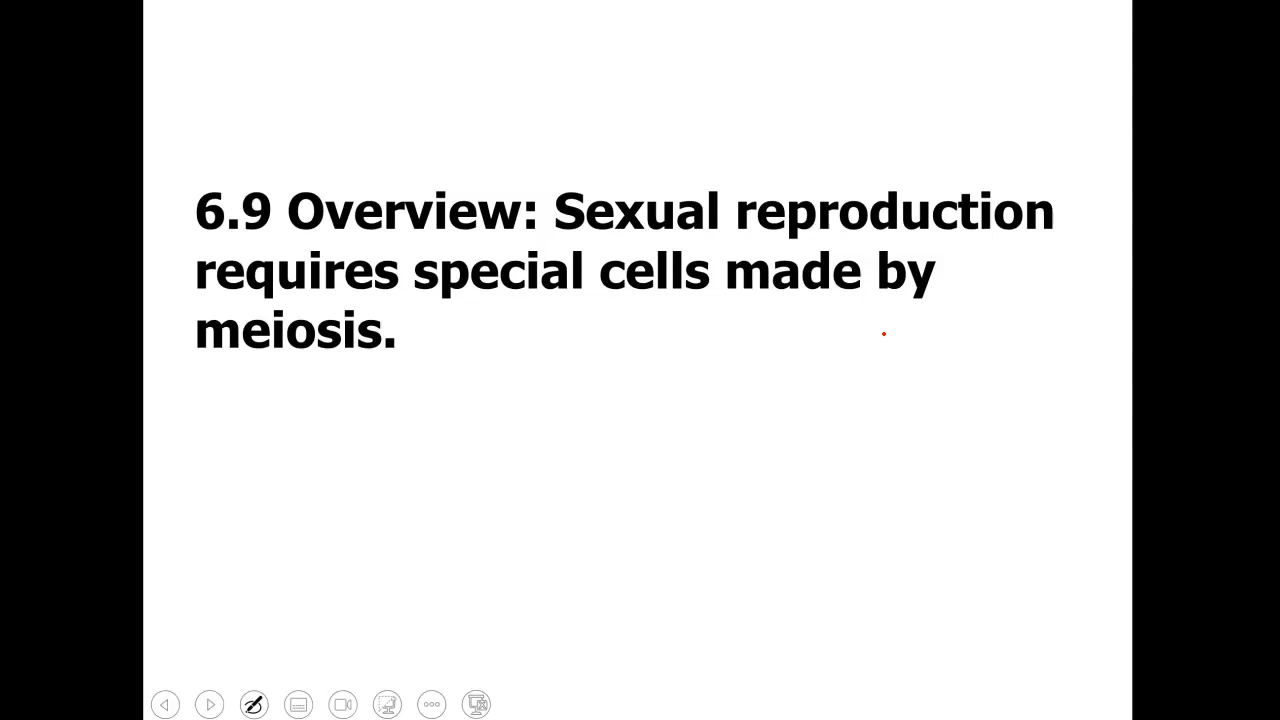 6.9 Overview: Sexual reproduction
requires special cells made by
meiosis.